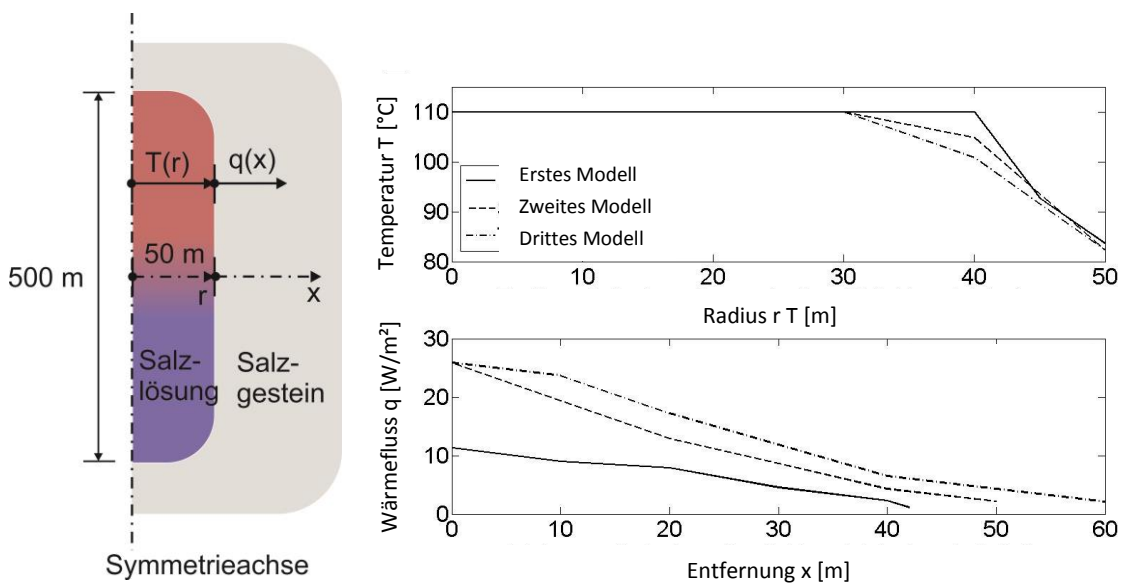 T(r)
q(x)
50 m
500 m
r
x
Salz-
lösung
Salz-
gestein
Symmetrieachse
Temperatur T [°C]
110
100
90
80
Erstes Modell
Zweites Modell
Drittes Modell
0 10 20 30 40 50
Radius r T [m]
Wärmefluss q [W/m²]
30
20
10
0
0 10 20 30 40 50 60
Entfernung x [m]